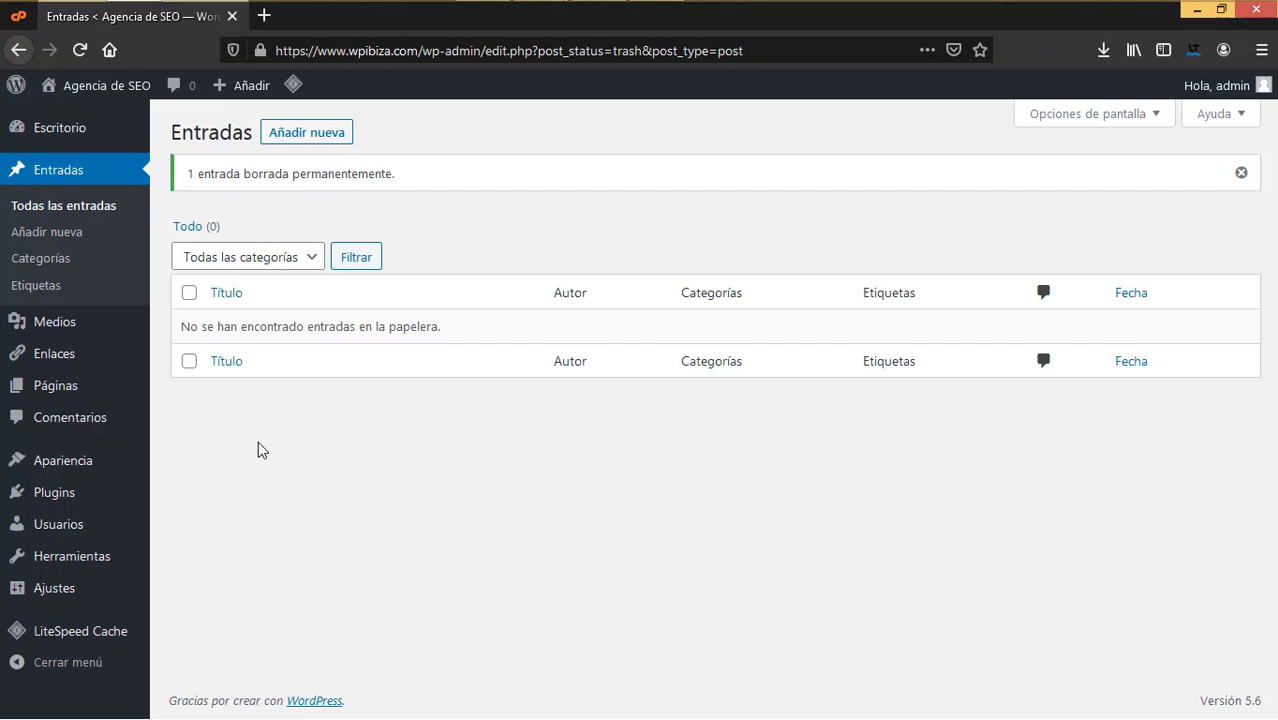 Entradas < Agencia de SEO — Wor
https://www.wpibiza.com/wp-admin/edit.php?post_status=trash&post_type=post
Agencia de SEO 0 Añadir Hola, admin
Opciones de pantalla Ayuda
Escritorio
Entradas
Todas las entradas
Añadir nueva
Categorías
Etiquetas
Medios
Enlaces
Páginas
Comentarios
Apariencia
Plugins
Usuarios
Herramientas
Ajustes
LiteSpeed Cache
Cerrar menú
Entradas Añadir nueva
1 entrada borrada permanentemente.
Todo (0)
Todas las categorías Filtrar
Título Autor Categorías Etiquetas Fecha
No se han encontrado entradas en la papelera.
Título Autor Categorías Etiquetas Fecha
Gracias por crear con WordPress. Versión 5.6